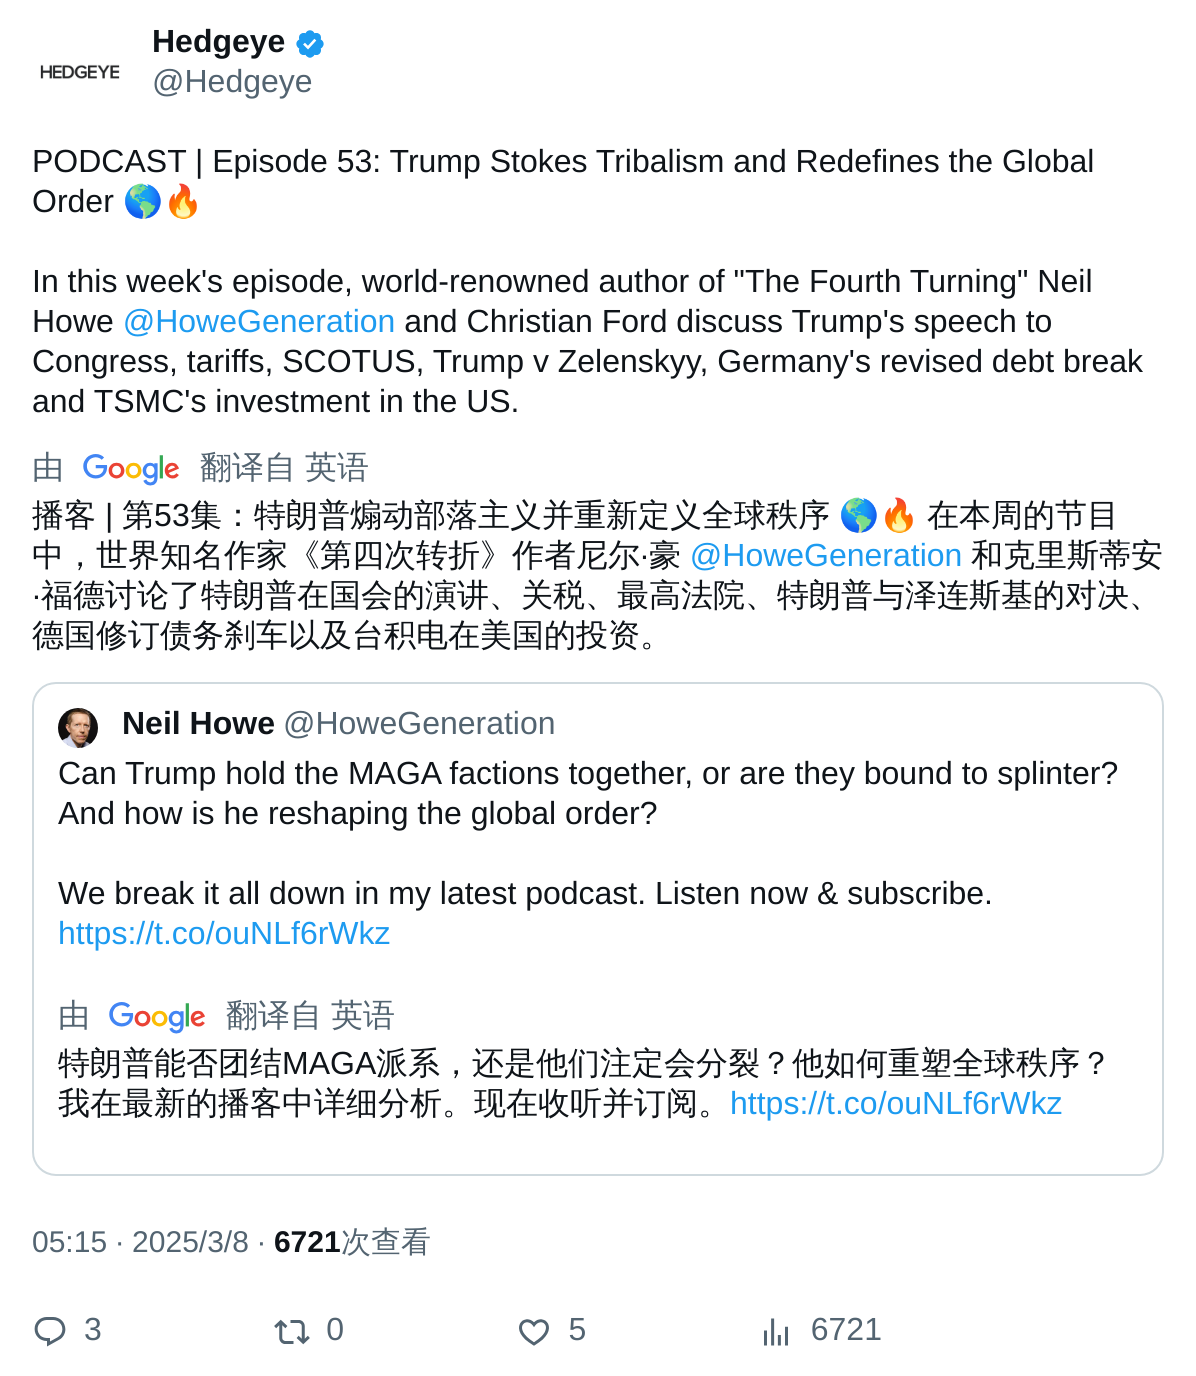 HEDGEYE
Hedgeye
@Hedgeye
PODCAST | Episode 53: Trump Stokes Tribalism and Redefines the Global
Order 🌎🔥
In this week's episode, world-renowned author of "The Fourth Turning" Neil
Howe @HoweGeneration and Christian Ford discuss Trump's speech to
Congress, tariffs, SCOTUS, Trump v Zelenskyy, Germany's revised debt break
and TSMC's investment in the US.
由 Google 翻译自 英语
播客 | 第53集：特朗普煽动部落主义并重新定义全球秩序 🌎🔥 在本周的节目
中，世界知名作家《第四次转折》作者尼尔·豪 @HoweGeneration 和克里斯蒂安
·福德讨论了特朗普在国会的演讲、关税、最高法院、特朗普与泽连斯基的对决、
德国修订债务刹车以及台积电在美国的投资。
Neil Howe @HoweGeneration
Can Trump hold the MAGA factions together, or are they bound to splinter?
And how is he reshaping the global order?
We break it all down in my latest podcast. Listen now & subscribe.
https://t.co/ouNLf6rWkz
由 Google 翻译自 英语
特朗普能否团结MAGA派系，还是他们注定会分裂？他如何重塑全球秩序？
我在最新的播客中详细分析。现在收听并订阅。https://t.co/ouNLf6rWkz
05:15 · 2025/3/8 · 6721次查看
3 0 5 6721